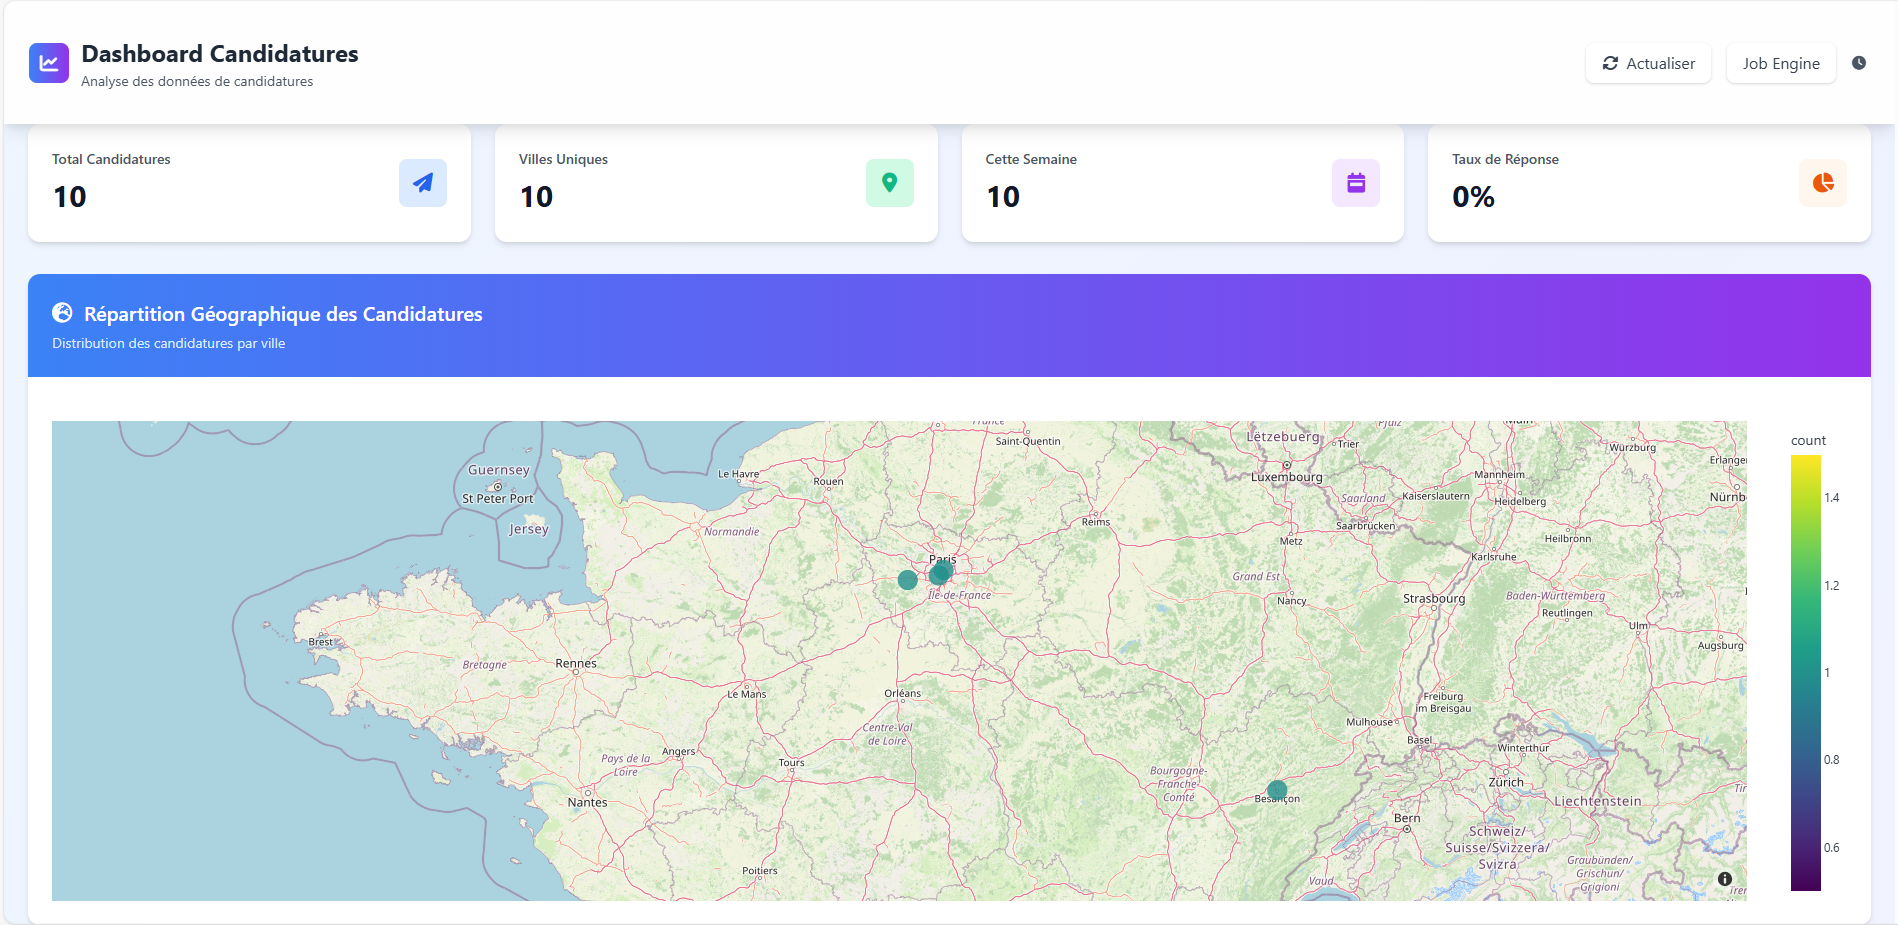 Dashboard Candidatures
Analyse des données de candidatures
Actualiser
Job Engine
Total Candidatures
10
Villes Uniques
10
Cette Semaine
10
Taux de Réponse
0%
Répartition Géographique des Candidatures
Distribution des candidatures par ville
count
1.4
1.2
1
0.8
0.6
France
Saint-Quentin
Lëtzebuerg
Trier
Pfalz
Main
Würzburg
Erlangen
Guernsey
St Peter Port
Jersey
Le Havre
Rouen
Luxembourg
Saarland
Kaiserslautern
Mannheim
Heidelberg
Nürnb
Normandie
Reims
Saarbrücken
Metz
Karlsruhe
Heilbronn
Paris
Île-de-France
Grand Est
Nancy
Strasbourg
Baden-Württemberg
Reutlingen
Ulm
Augsburg
Brest
Bretagne
Rennes
Le Mans
Orléans
Freiburg
im Breisgau
Mulhouse
Centre-Val
de Loire
Basel
Winterthur
Angers
Pays de la
Loire
Tours
Bourgogne-
Franche-
Comté
Besançon
Zürich
Liechtenstein
Tir
Nantes
Bern
Schweiz/
Suisse/Svizzera/
Svizra
Poitiers
Vaud
Graubünden/
Grischun/
Grigioni
Tren